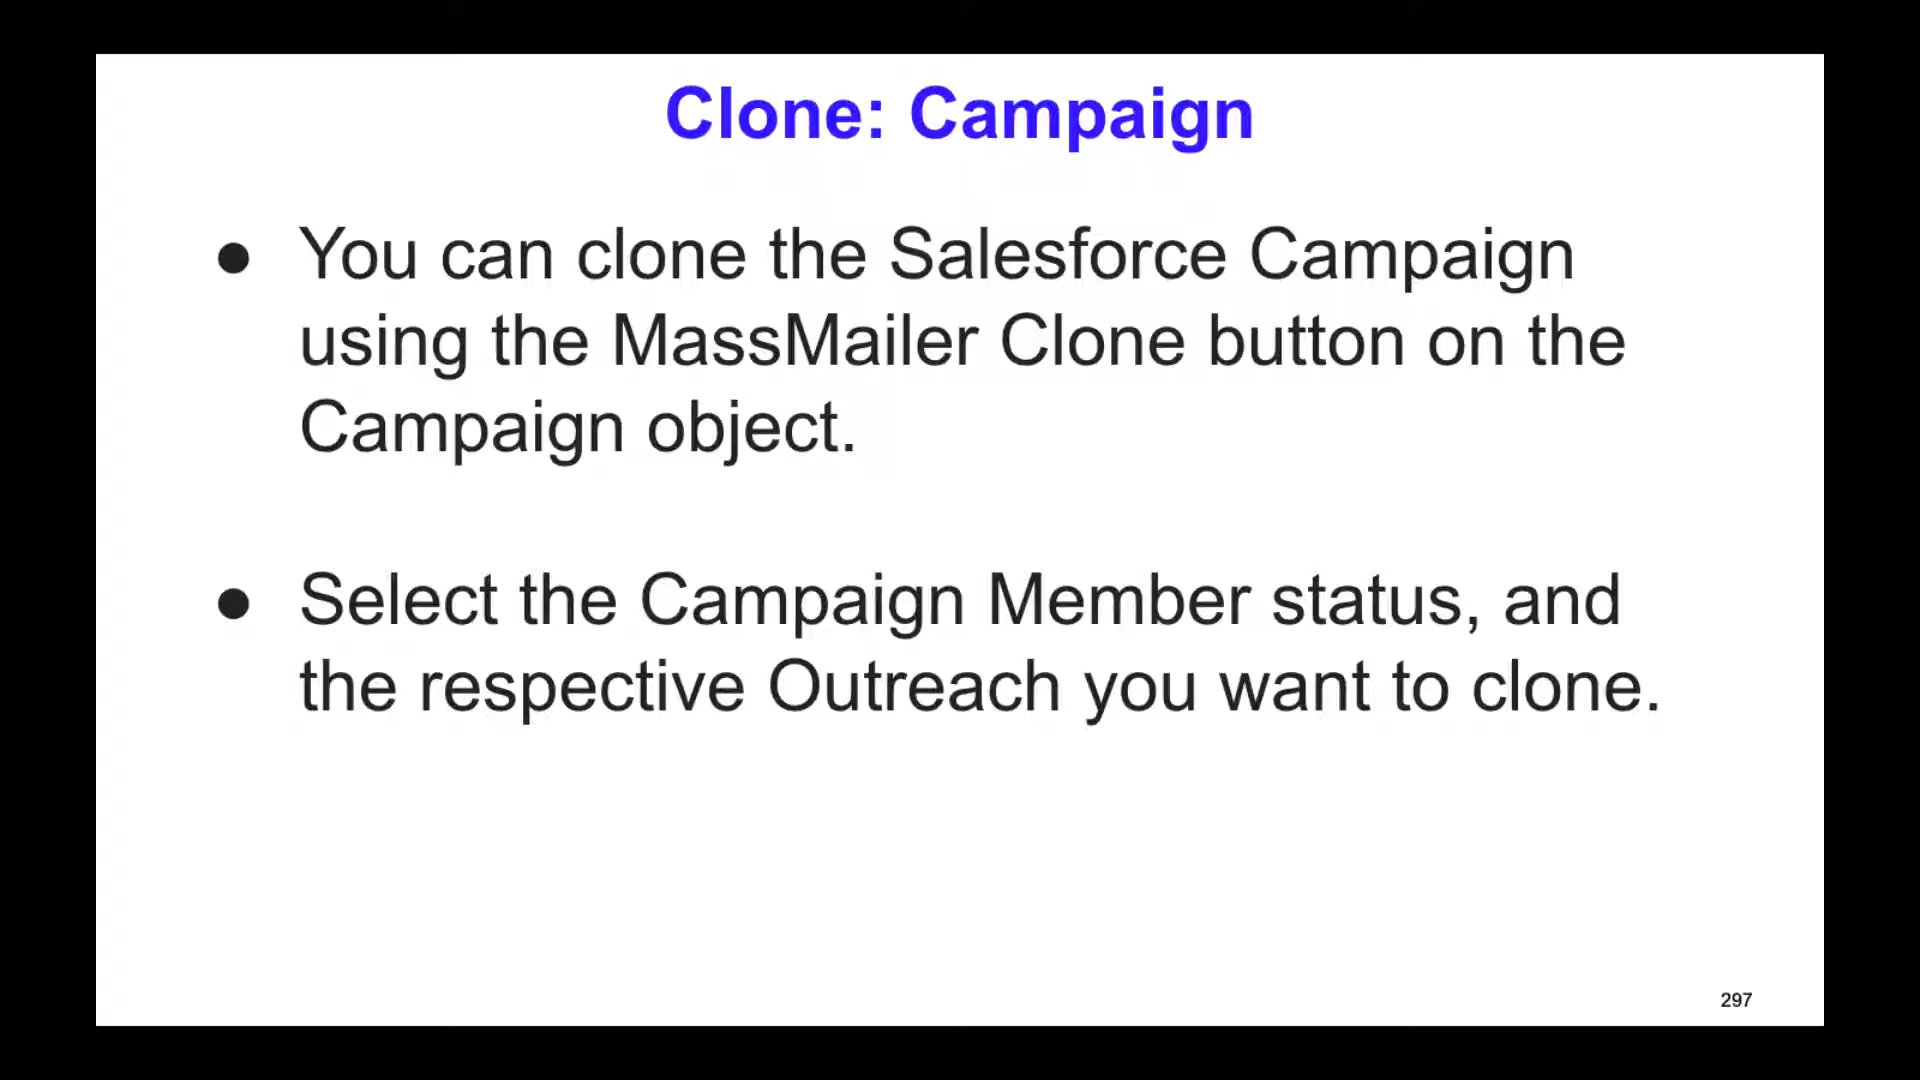 Clone: Campaign
● You can clone the Salesforce Campaign
using the MassMailer Clone button on the
Campaign object.
● Select the Campaign Member status, and
the respective Outreach you want to clone.
297